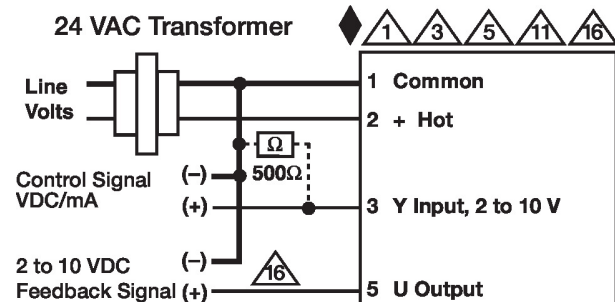 24 VAC Transformer
1 3 5 11 16
Line
Volts
1 Common
2 + Hot
Ω
500Ω
Control Signal
VDC/mA
(–)
(+)
3 Y Input, 2 to 10 V
2 to 10 VDC
Feedback Signal
(–)
(+)
16
5 U Output